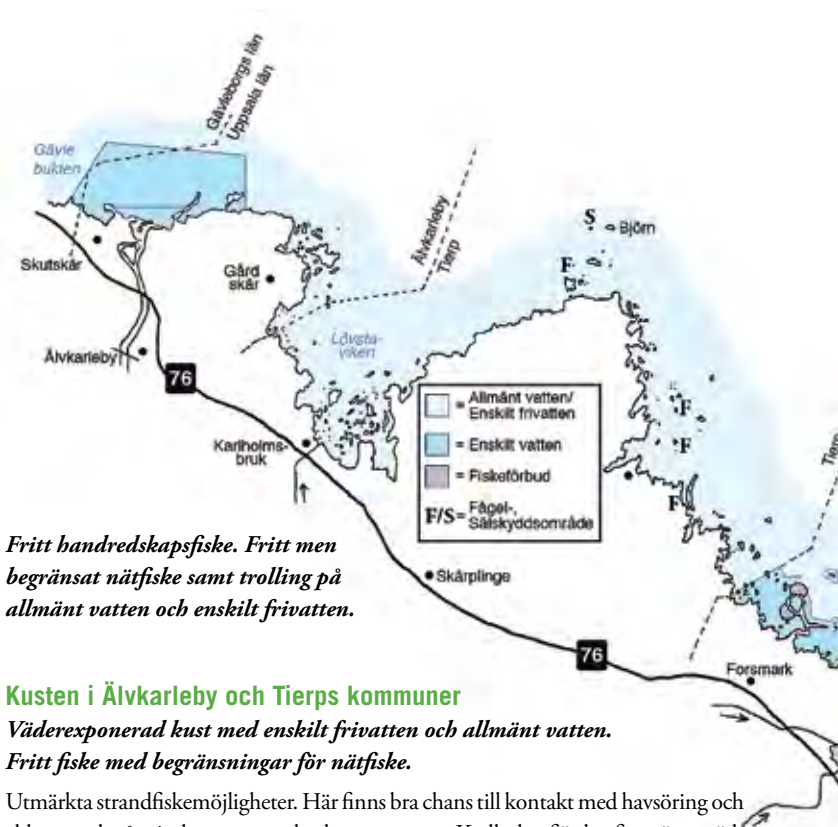 Gävleborgs län
Uppsala län
Gävle
bukten
Älvkarleby
Tierp
S
Björn
F
Skutskär
Gård
skär
Lövsta-
viken
Älvkarleby
76
= Allmänt vatten/
Enskilt frivatten
= Enskilt vatten
= Fiskeförbud
F/S = Fågel-,
Sälskyddsområde
F
F
F
Karlholms-
bruk
Fritt handredskapsfiske. Fritt men
begränsat nätfiske samt trolling på
allmänt vatten och enskilt frivatten.
Skärplinge
76
Forsmark
Kusten i Älvkarleby och Tierps kommuner
Väderexponerad kust med enskilt frivatten och allmänt vatten.
Fritt fiske med begränsningar för nätfiske.
Utmärkta strandfiskemöjligheter. Här finns bra chans till kontakt med havsöring och